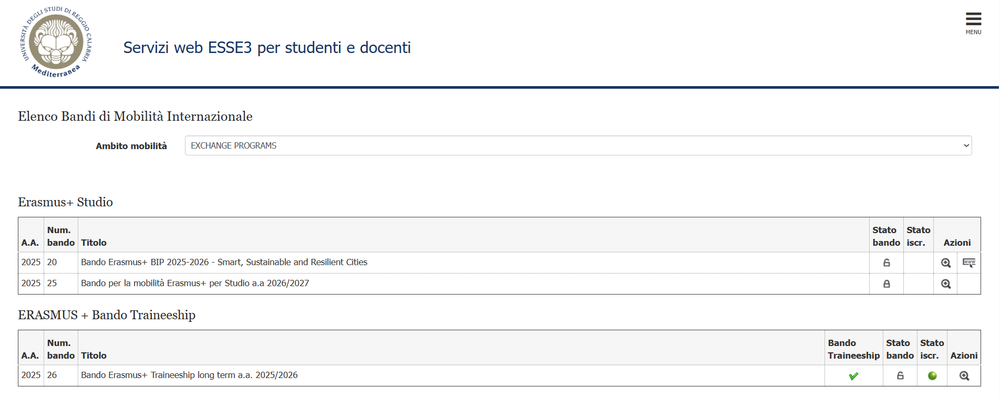 UNIVERSITÀ DEGLI STUDI DI REGGIO CALABRIA
Mediterranea
Servizi web ESSE3 per studenti e docenti
MENU
Elenco Bandi di Mobilità Internazionale
Ambito mobilità EXCHANGE PROGRAMS
Erasmus+ Studio
A.A. Num. bando Titolo Stato bando Stato iscr. Azioni
2025 20 Bando Erasmus+ BIP 2025-2026 - Smart, Sustainable and Resilient Cities www
2025 25 Bando per la mobilità Erasmus+ per Studio a.a 2026/2027
ERASMUS + Bando Traineeship
A.A. Num. bando Titolo Bando Traineeship Stato bando Stato iscr. Azioni
2025 26 Bando Erasmus+ Traineeship long term a.a. 2025/2026